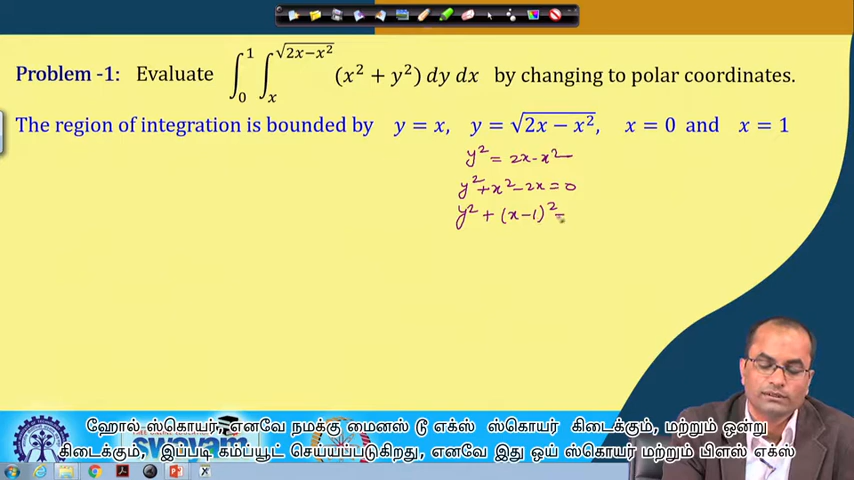 Problem -1: Evaluate ∫₀¹ ∫ₓ^√(2x−x²) (x² + y²) dy dx by changing to polar coordinates.
The region of integration is bounded by y = x, y = √(2x − x²), x = 0 and x = 1
y² = 2x-x²
y²+x²-2x=0
y²+(x-1)²=
swayam
ஹோல் ஸ்கொயர், எனவே நமக்கு மைனஸ் டூ எக்ஸ் ஸ்கொயர் கிடைக்கும், மற்றும் ஒன்று
கிடைக்கும், இப்படி கம்ப்யூட் செய்யப்படுகிறது, எனவே இது ஒய் ஸ்கொயர் மற்றும் பிளஸ் எக்ஸ்